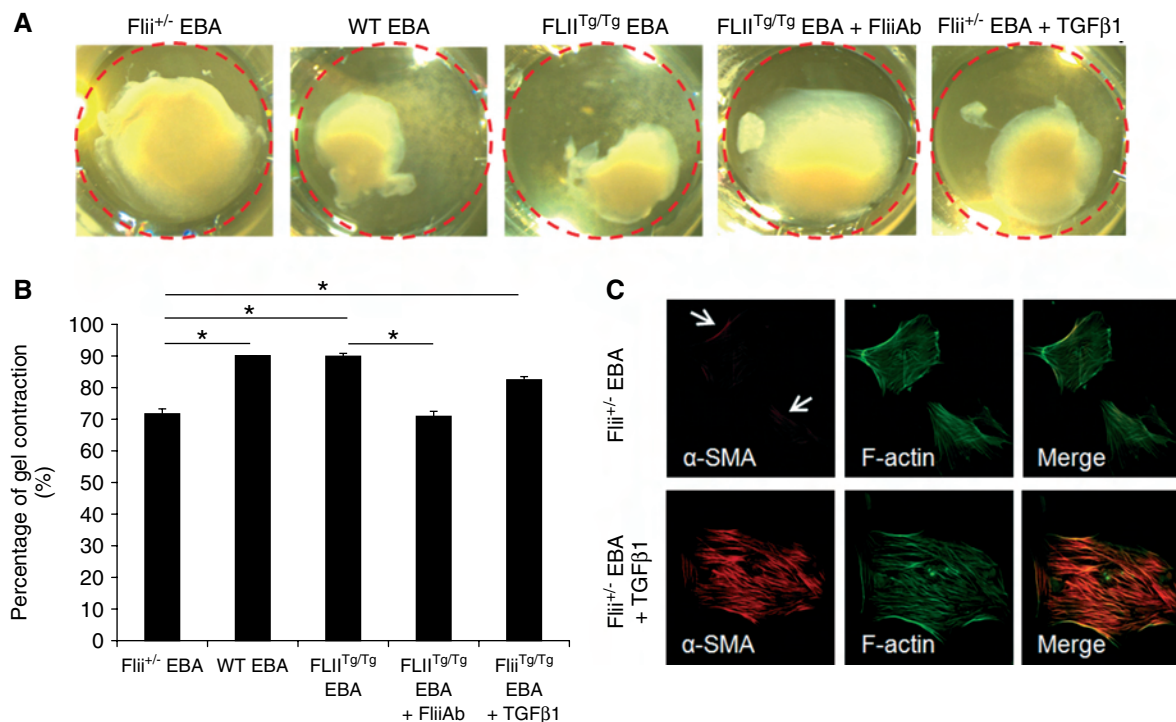 A
Flii+/- EBA
WT EBA
FLIITg/Tg EBA
FLIITg/Tg EBA + FliiAb
Flii+/- EBA + TGFβ1
B
Percentage of gel contraction
(%)
100
90
80
70
60
50
40
30
20
10
0
*
*
*
*
Flii+/- EBA
WT EBA
FLIITg/Tg
EBA
FLIITg/Tg
EBA
+ FliiAb
FliiTg/Tg
EBA
+ TGFβ1
C
Flii+/- EBA
α-SMA
F-actin
Merge
Flii+/- EBA
+ TGFβ1
α-SMA
F-actin
Merge